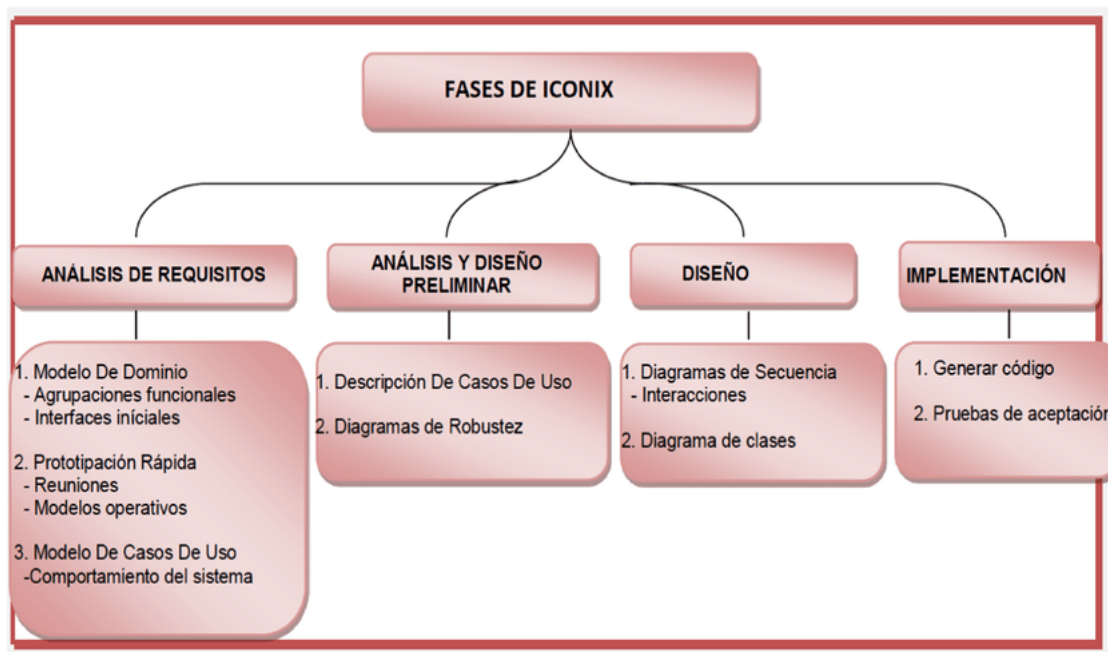 FASES DE ICONIX
ANÁLISIS DE REQUISITOS
1. Modelo De Dominio
- Agrupaciones funcionales
- Interfaces iníciales
2. Prototipación Rápida
- Reuniones
- Modelos operativos
3. Modelo De Casos De Uso
-Comportamiento del sistema
ANÁLISIS Y DISEÑO
PRELIMINAR
1. Descripción De Casos De Uso
2. Diagramas de Robustez
DISEÑO
1. Diagramas de Secuencia
- Interacciones
2. Diagrama de clases
IMPLEMENTACIÓN
1. Generar código
2. Pruebas de aceptación